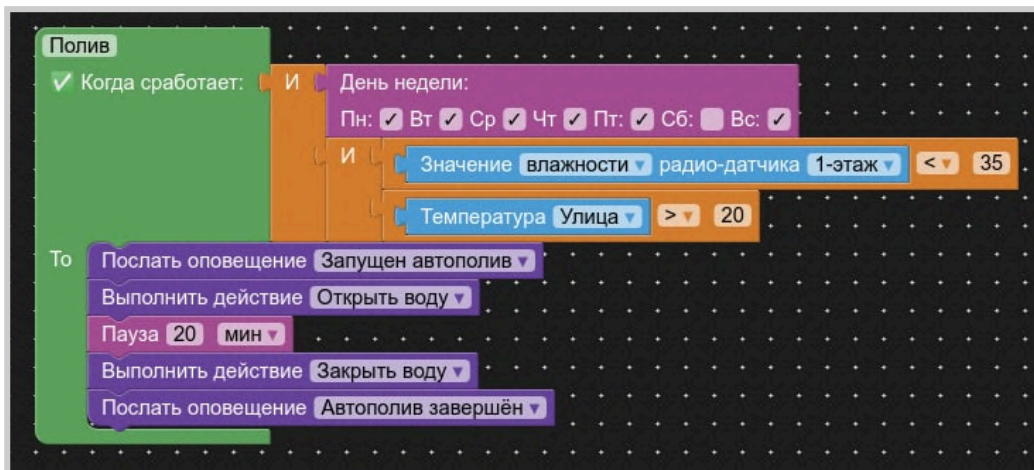 Полив
Когда сработает: И День недели:
Пн: Вт Ср Чт Пт: Сб: Вс:
И Значение влажности радио-датчика 1-этаж < 35
Температура Улица > 20
То Послать оповещение Запущен автополив
Выполнить действие Открыть воду
Пауза 20 мин
Выполнить действие Закрыть воду
Послать оповещение Автополив завершён